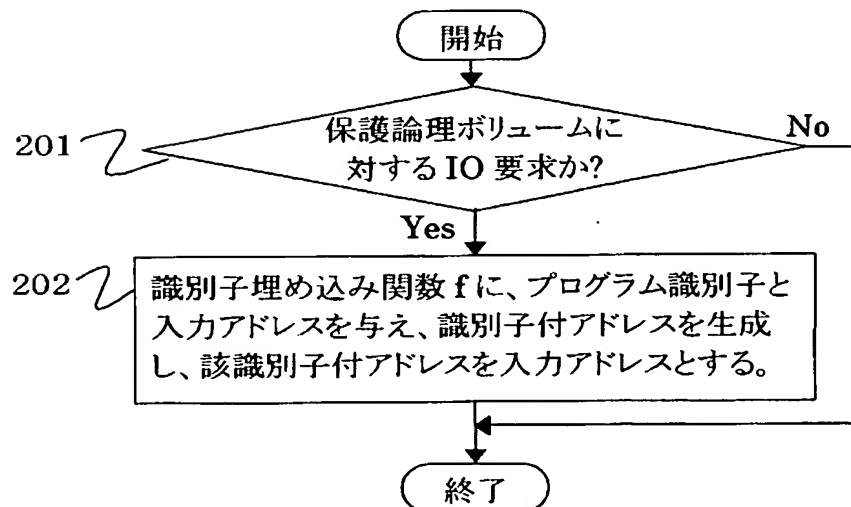 開始
201
保護論理ボリュームに
対する IO 要求か?
No
Yes
202
識別子埋め込み関数 f に、プログラム識別子と
入力アドレスを与え、識別子付アドレスを生成
し、該識別子付アドレスを入力アドレスとする。
終了